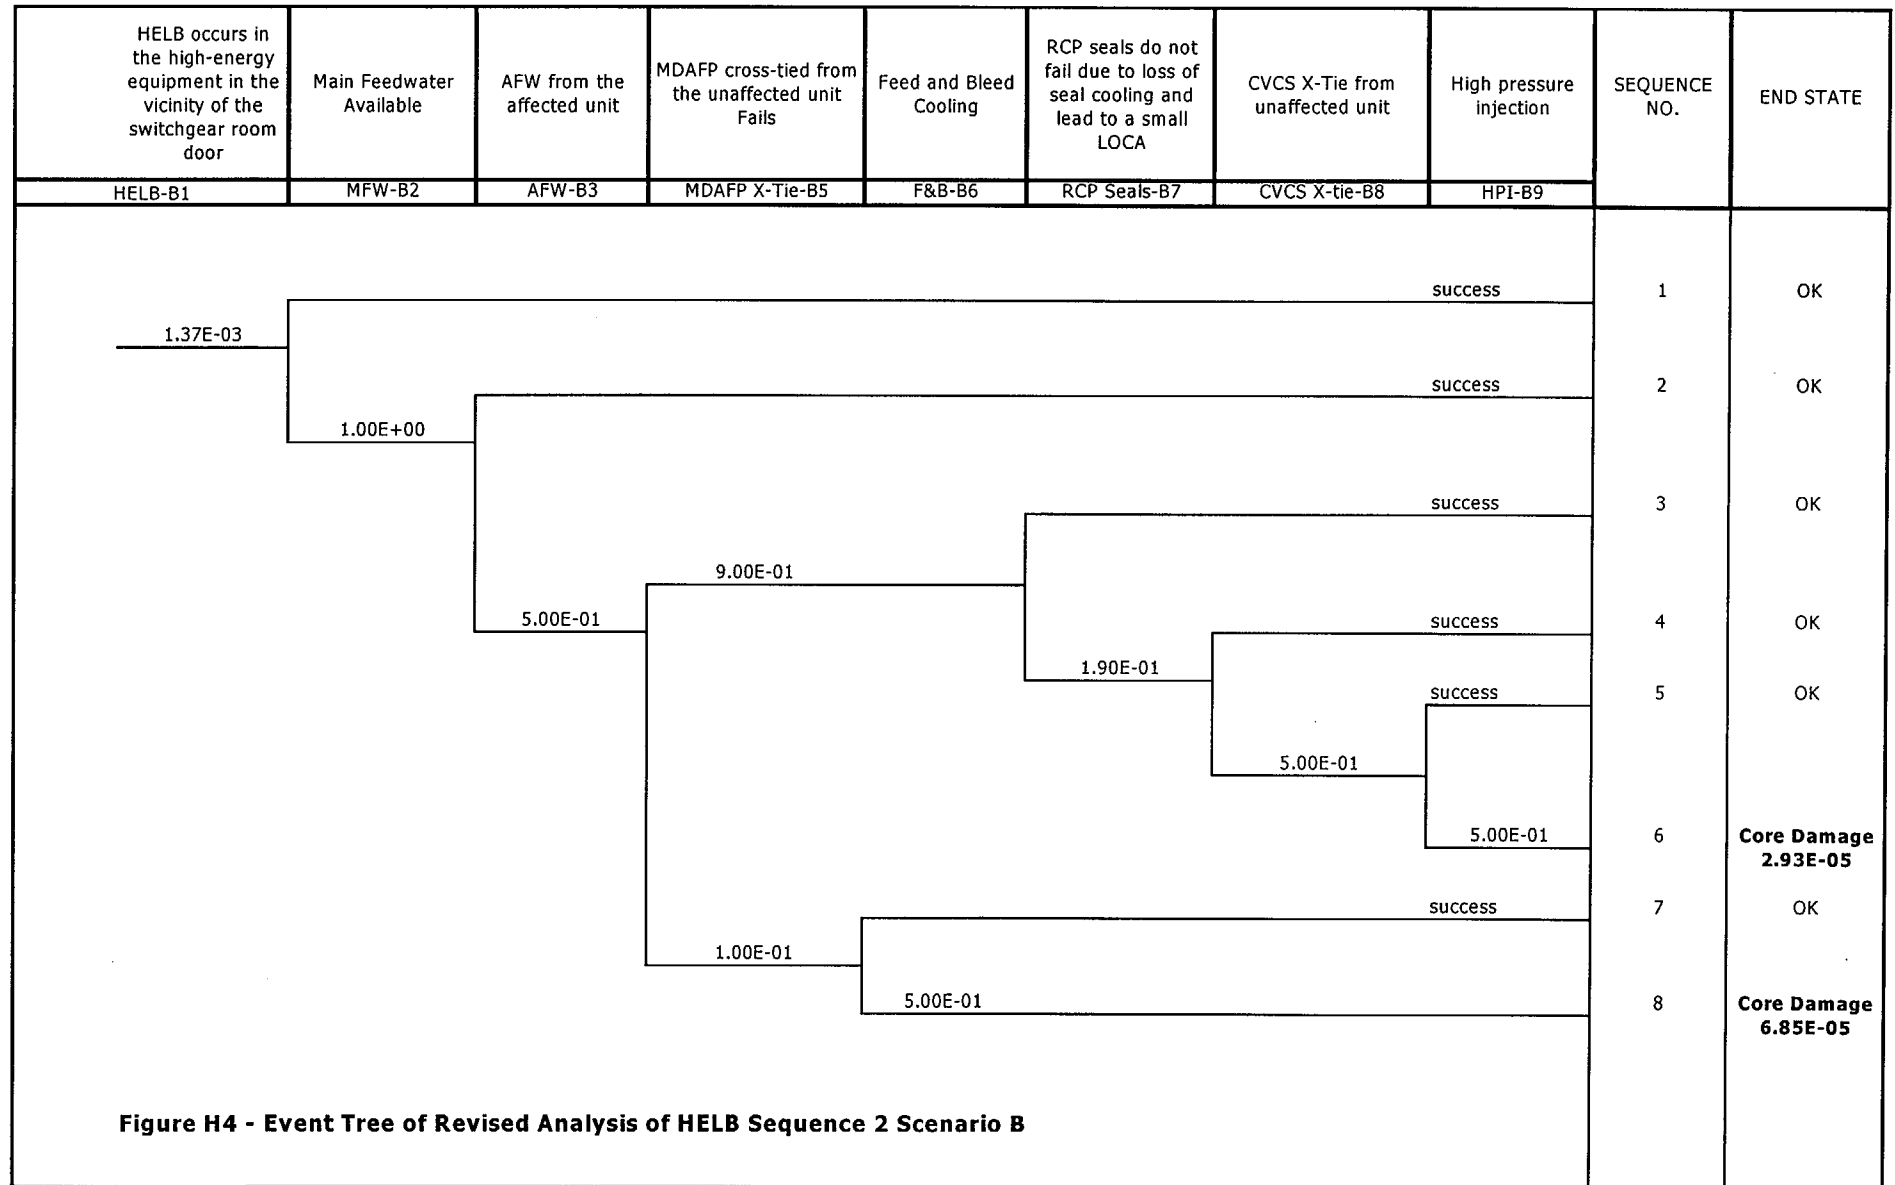 HELB occurs in
the high-energy
equipment in the
vicinity of the
switchgear room
door
Main Feedwater
Available
AFW from the
affected unit
MDAFP cross-tied from
the unaffected unit
Fails
Feed and Bleed
Cooling
RCP seals do not
fail due to loss of
seal cooling and
lead to a small
LOCA
CVCS X-Tie from
unaffected unit
High pressure
injection
SEQUENCE
NO.
END STATE
HELB-B1
MFW-B2
AFW-B3
MDAFP X-Tie-B5
F&B-B6
RCP Seals-B7
CVCS X-tie-B8
HPI-B9
success
1
OK
1.37E-03
success
2
OK
1.00E+00
success
3
OK
9.00E-01
5.00E-01
success
4
OK
1.90E-01
success
5
OK
5.00E-01
5.00E-01
6
Core Damage
2.93E-05
success
7
OK
1.00E-01
5.00E-01
8
Core Damage
6.85E-05
Figure H4 - Event Tree of Revised Analysis of HELB Sequence 2 Scenario B